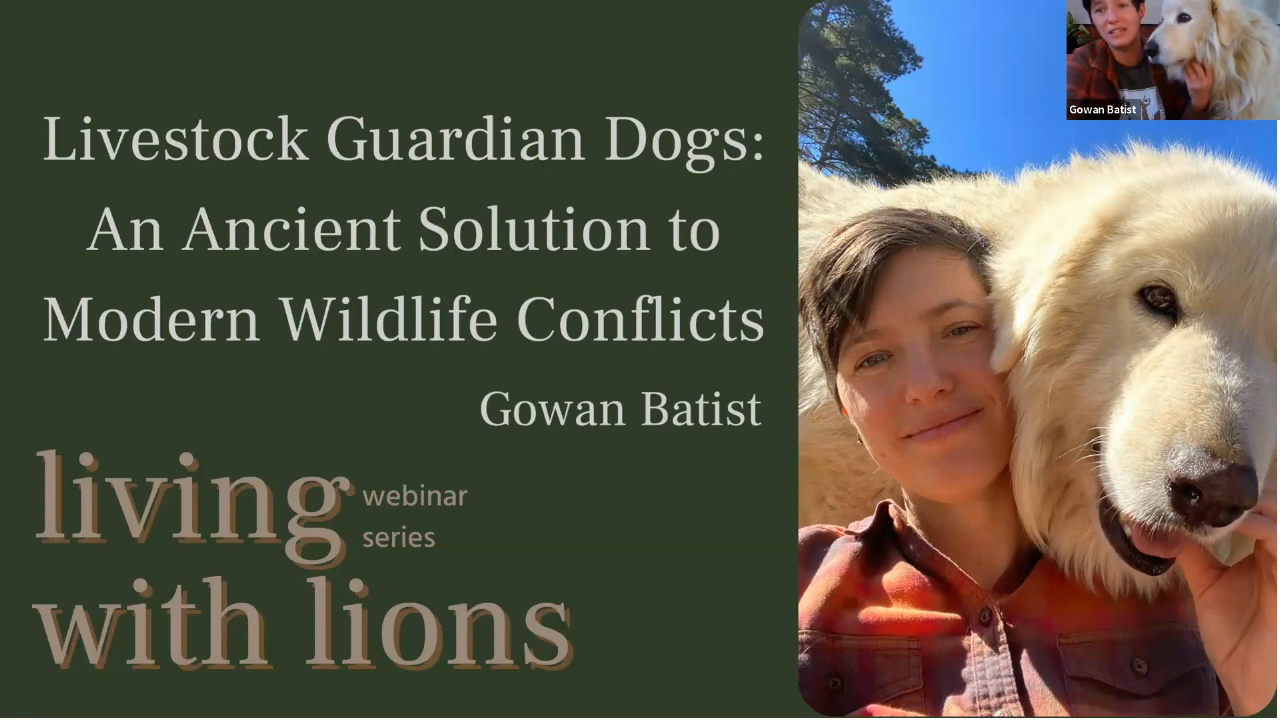 Livestock Guardian Dogs:
An Ancient Solution to
Modern Wildlife Conflicts
Gowan Batist
living
webinar
series
with lions
Gowan Batist